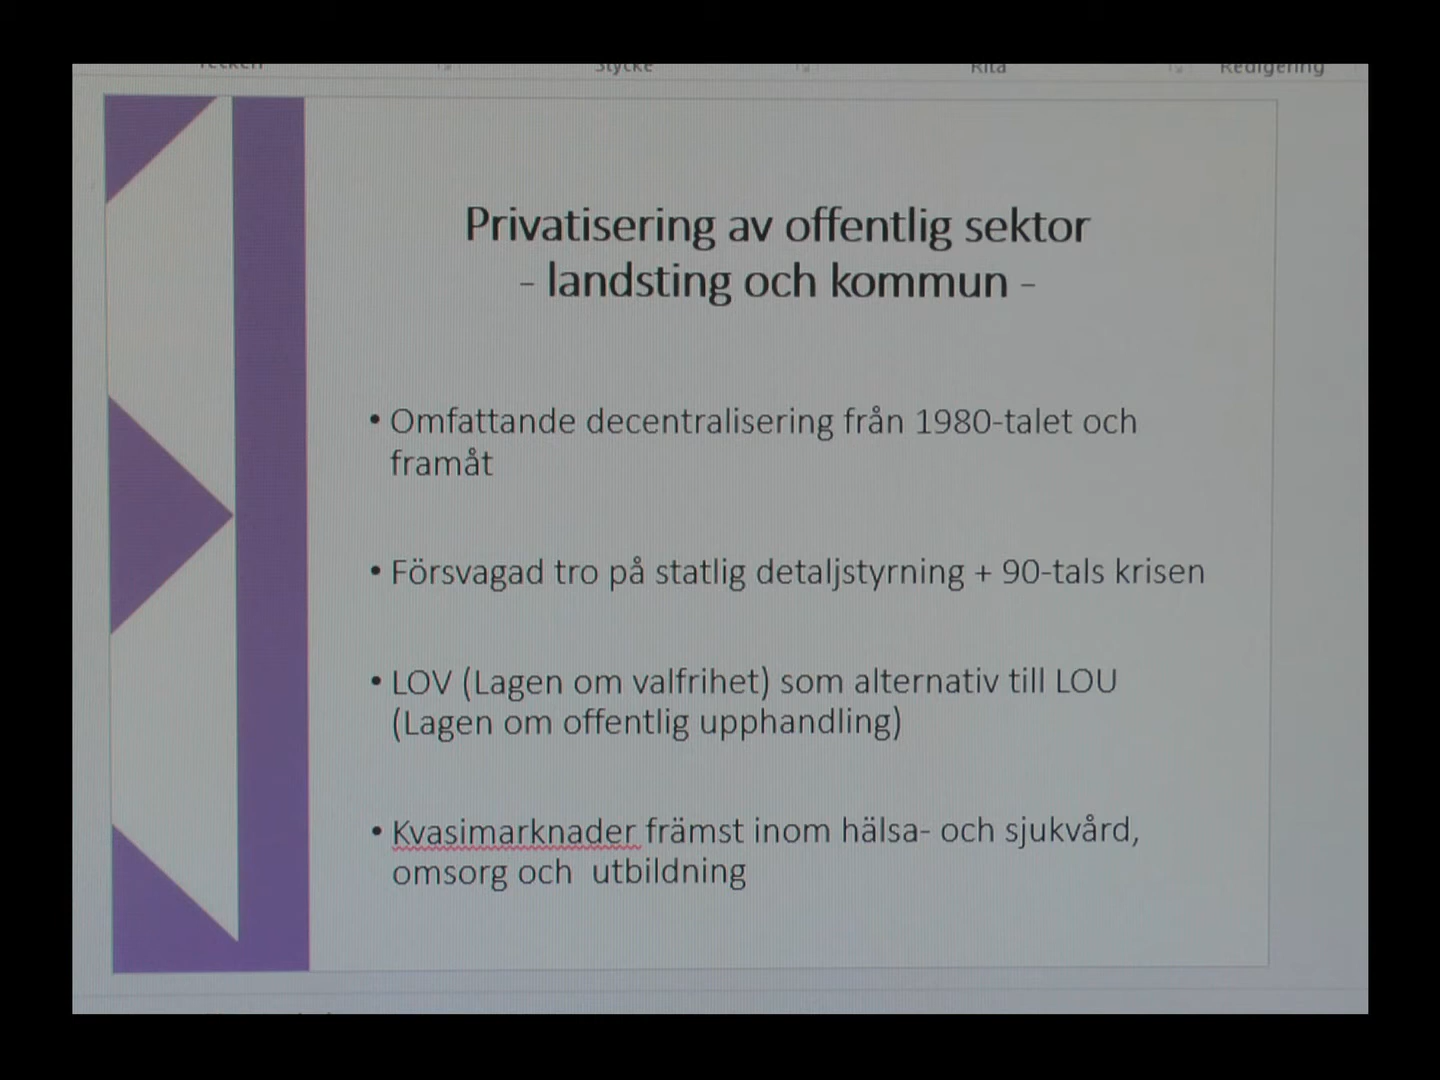 Tecken Stycke Rita Redigering
Privatisering av offentlig sektor
- landsting och kommun -
• Omfattande decentralisering från 1980-talet och
framåt
• Försvagad tro på statlig detaljstyrning + 90-tals krisen
• LOV (Lagen om valfrihet) som alternativ till LOU
(Lagen om offentlig upphandling)
• Kvasimarknader främst inom hälsa- och sjukvård,
omsorg och utbildning